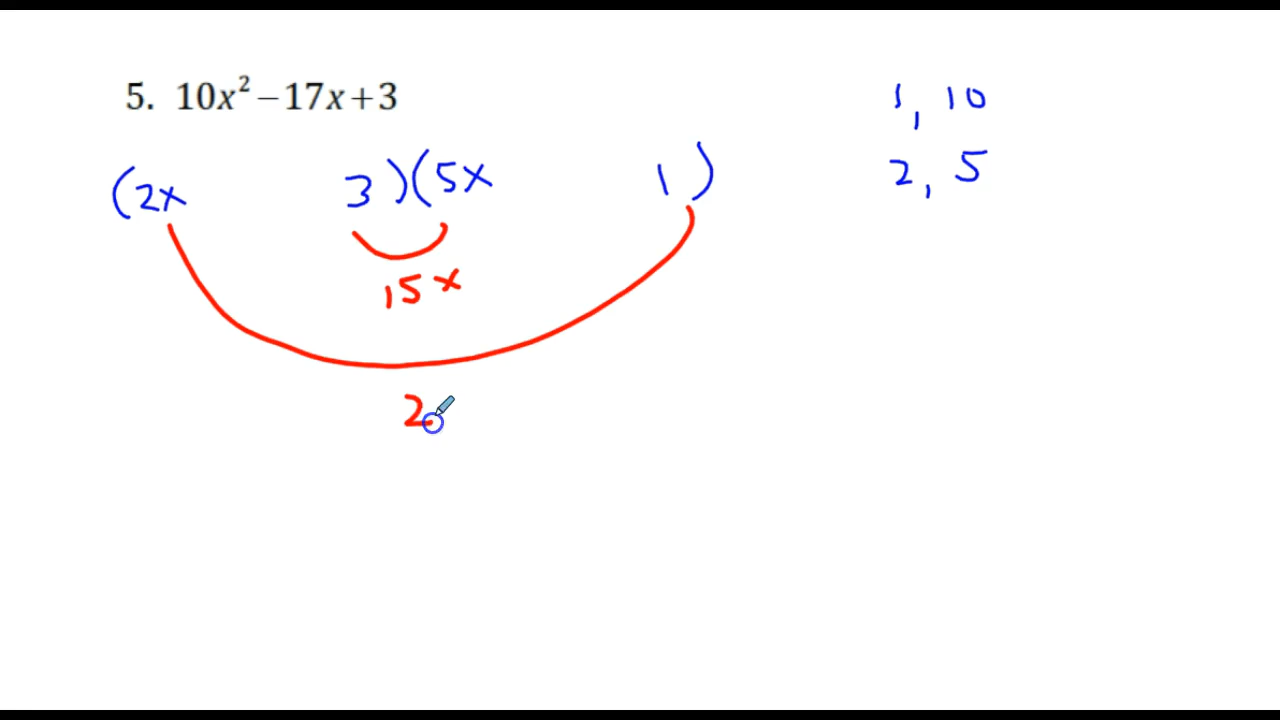 5. 10x² − 17x + 3
1, 10
(2x 3)(5x 1)
2, 5
15x
2